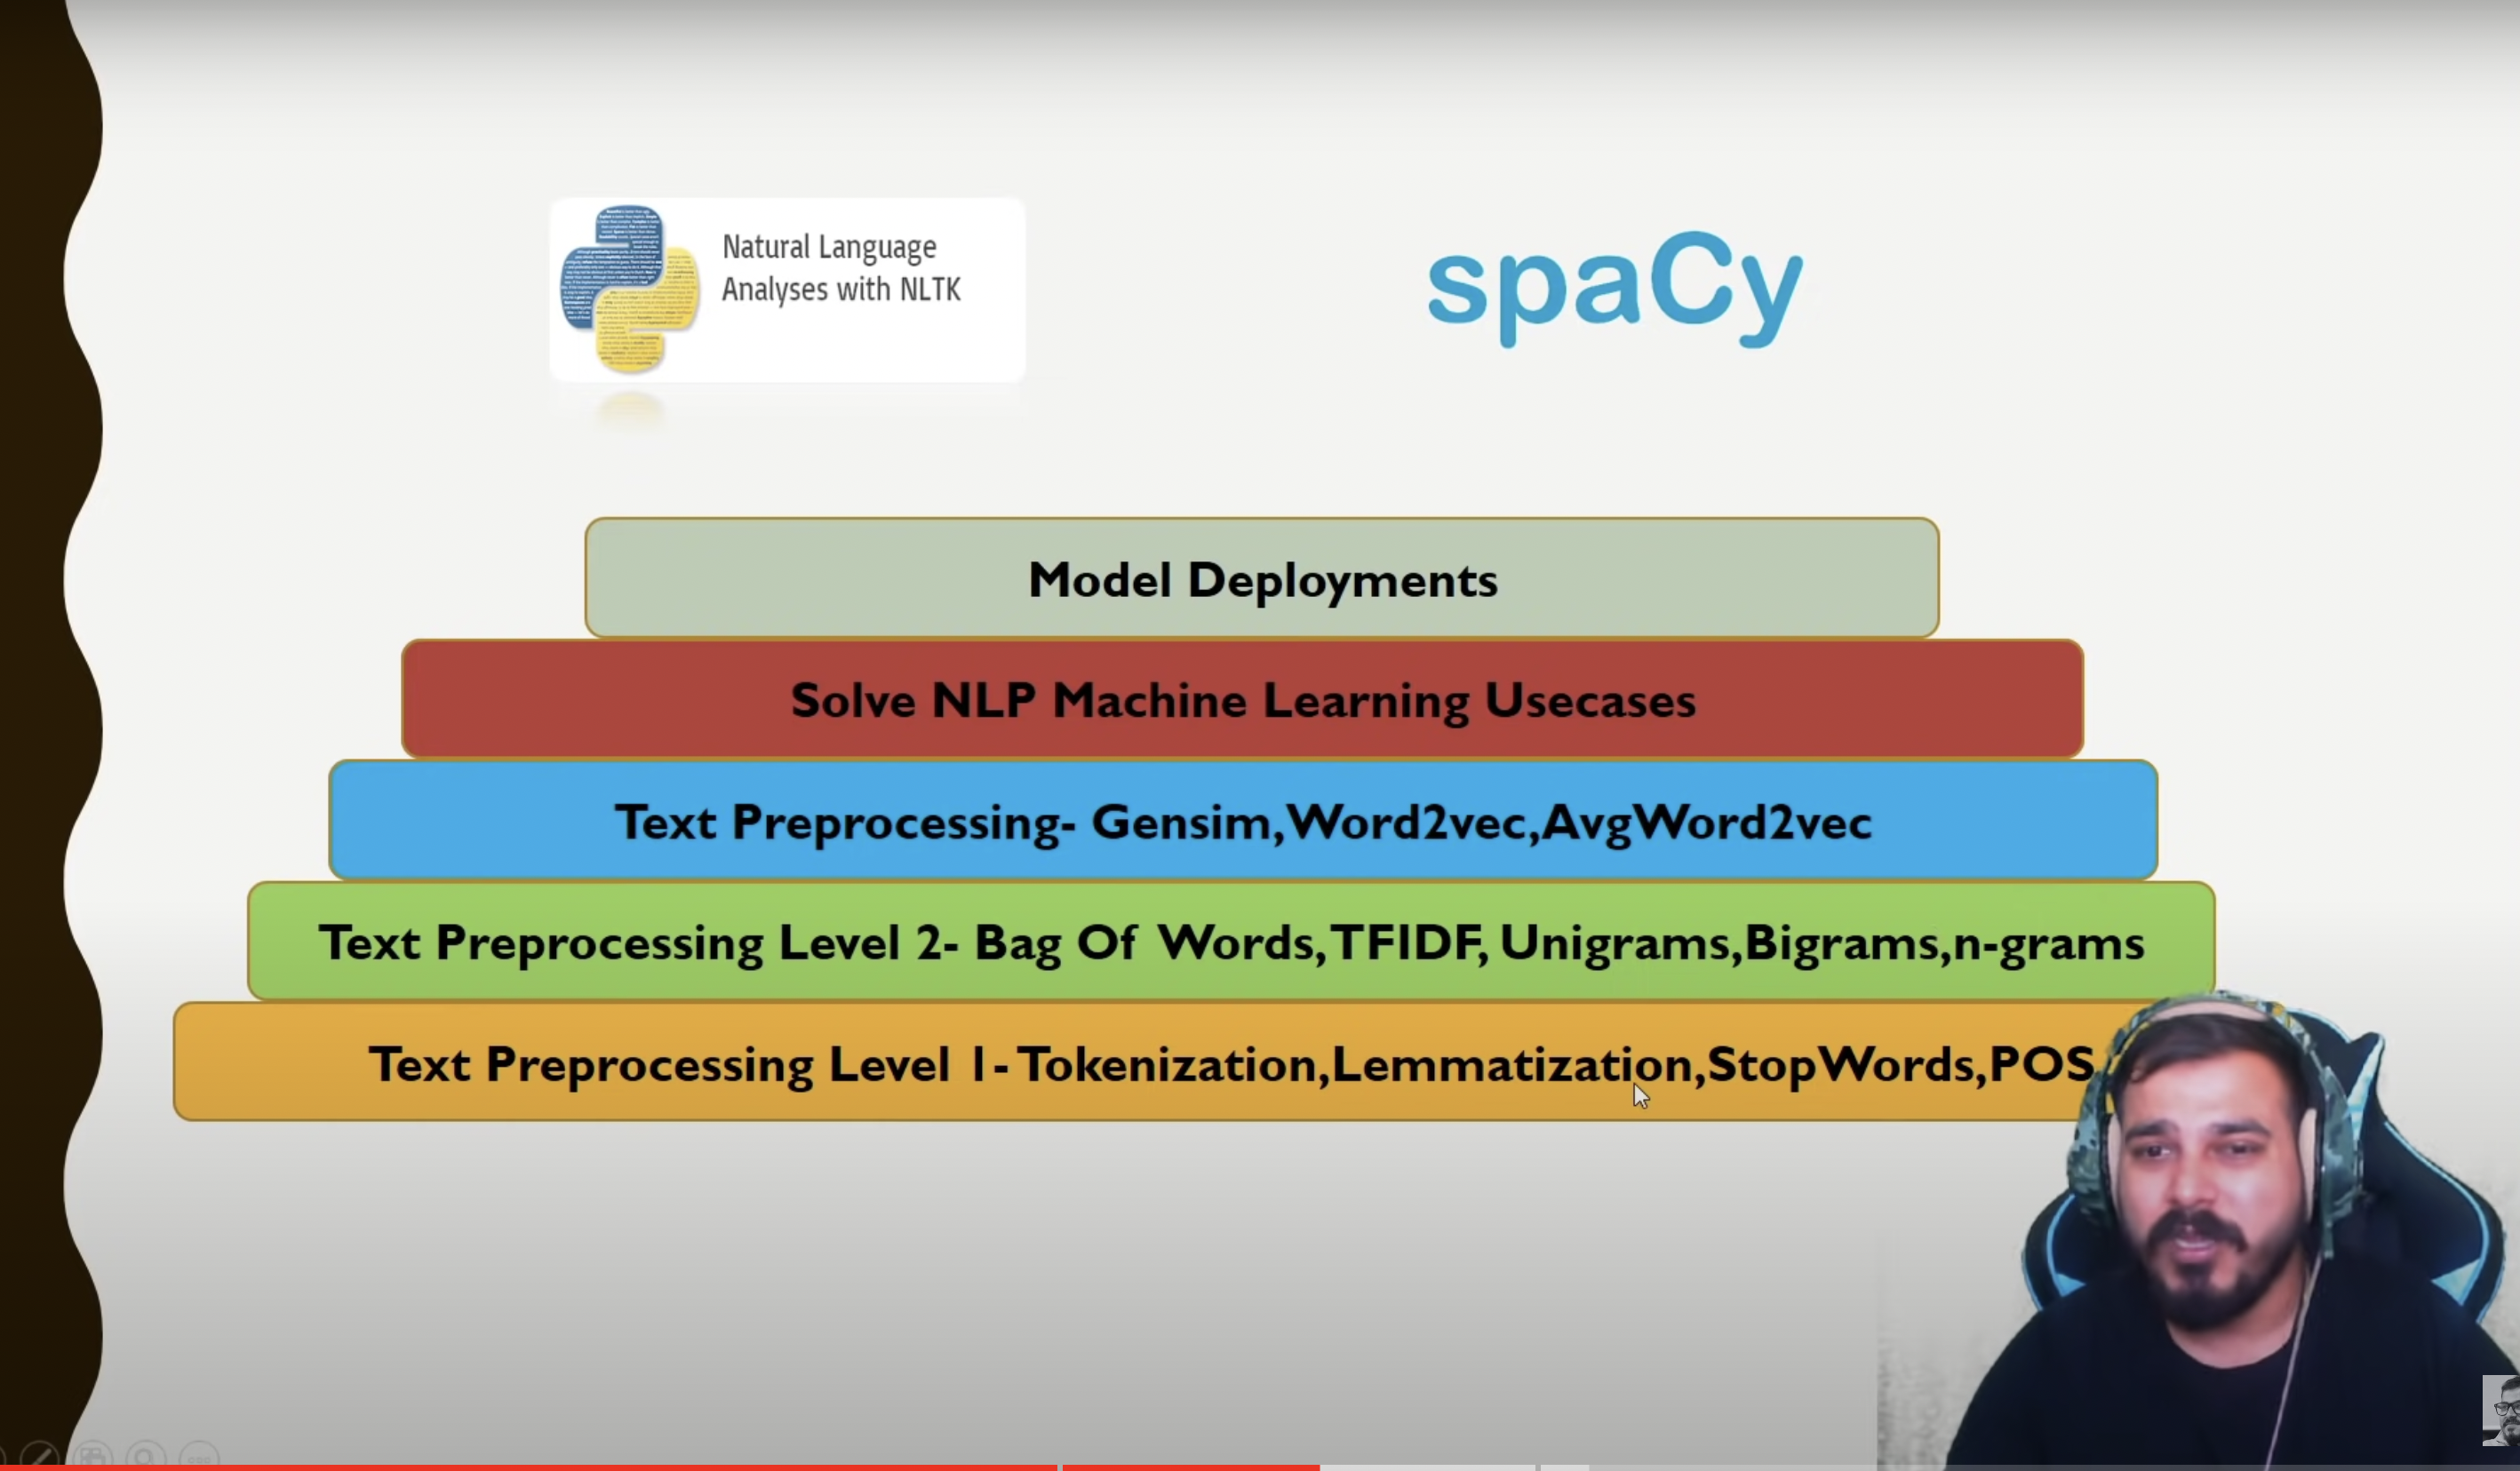 Natural Language
Analyses with NLTK
spaCy
Model Deployments
Solve NLP Machine Learning Usecases
Text Preprocessing- Gensim,Word2vec,AvgWord2vec
Text Preprocessing Level 2- Bag Of Words,TFIDF, Unigrams,Bigrams,n-grams
Text Preprocessing Level 1- Tokenization,Lemmatization,StopWords,POS